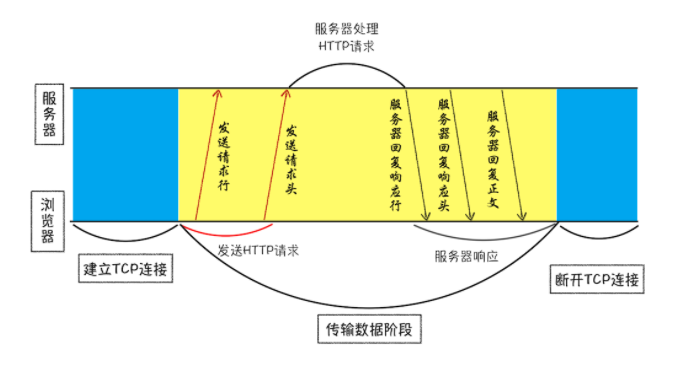 服务器处理
HTTP请求
服务器
发送请求行
发送请求头
服务器回复响应行
服务器回复响应头
服务器回复正文
浏览器
发送HTTP请求
服务器响应
建立TCP连接
断开TCP连接
传输数据阶段